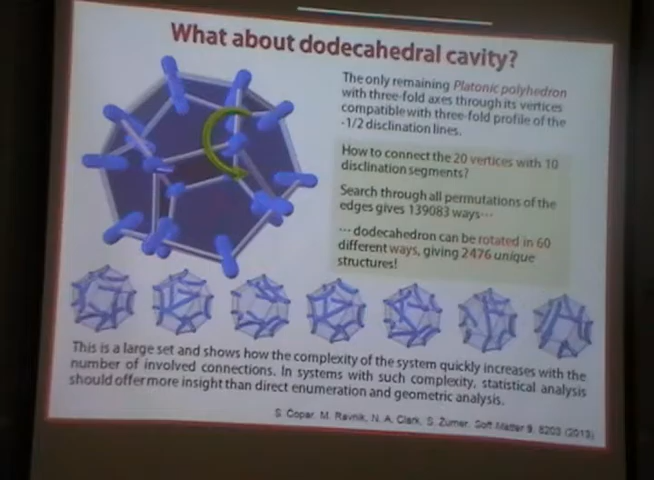 What about dodecahedral cavity?
The only remaining Platonic polyhedron
with three-fold axes through its vertices
compatible with three-fold profile of the
-1/2 disclination lines.
How to connect the 20 vertices with 10
disclination segments?
Search through all permutations of the
edges gives 139083 ways...
... dodecahedron can be rotated in 60
different ways, giving 2476 unique
structures!
This is a large set and shows how the complexity of the system quickly increases with the
number of involved connections. In systems with such complexity, statistical analysis
should offer more insight than direct enumeration and geometric analysis.
S. Copar, M. Ravnik, N. A. Clark, S. Zumer, Soft Matter 9, 8203 (2013)